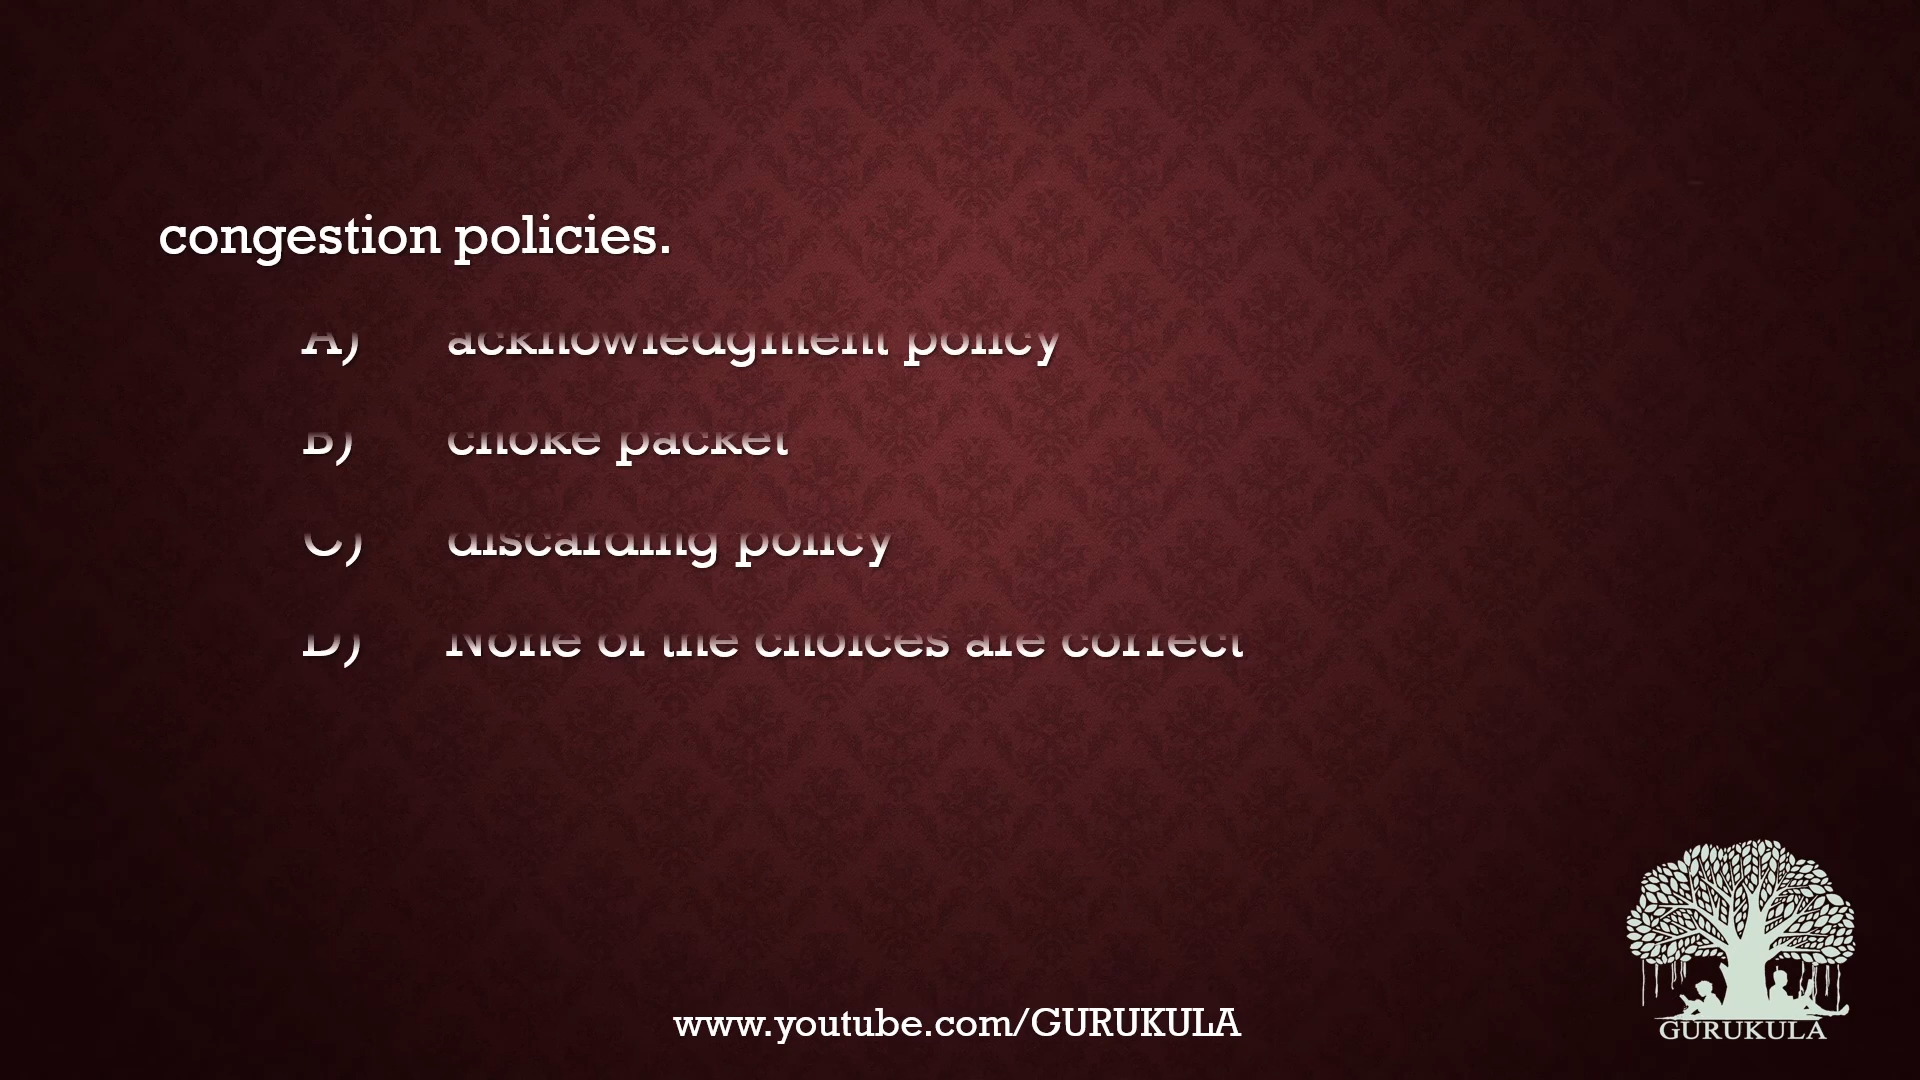 congestion policies.
A) acknowledgment policy
B) choke packet
C) discarding policy
D) None of the choices are correct
www.youtube.com/GURUKULA
GURUKULA